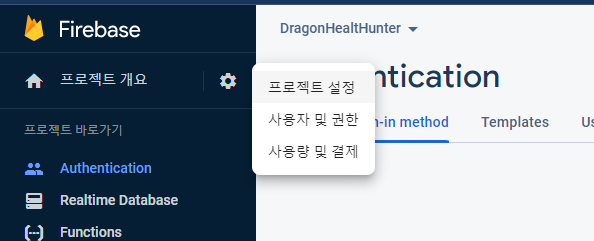 Firebase
DragonHealthHunter
프로젝트 개요
프로젝트 설정
사용자 및 권한
사용량 및 결제
ntication
n-in method
Templates
Us
프로젝트 바로가기
Authentication
Realtime Database
Functions